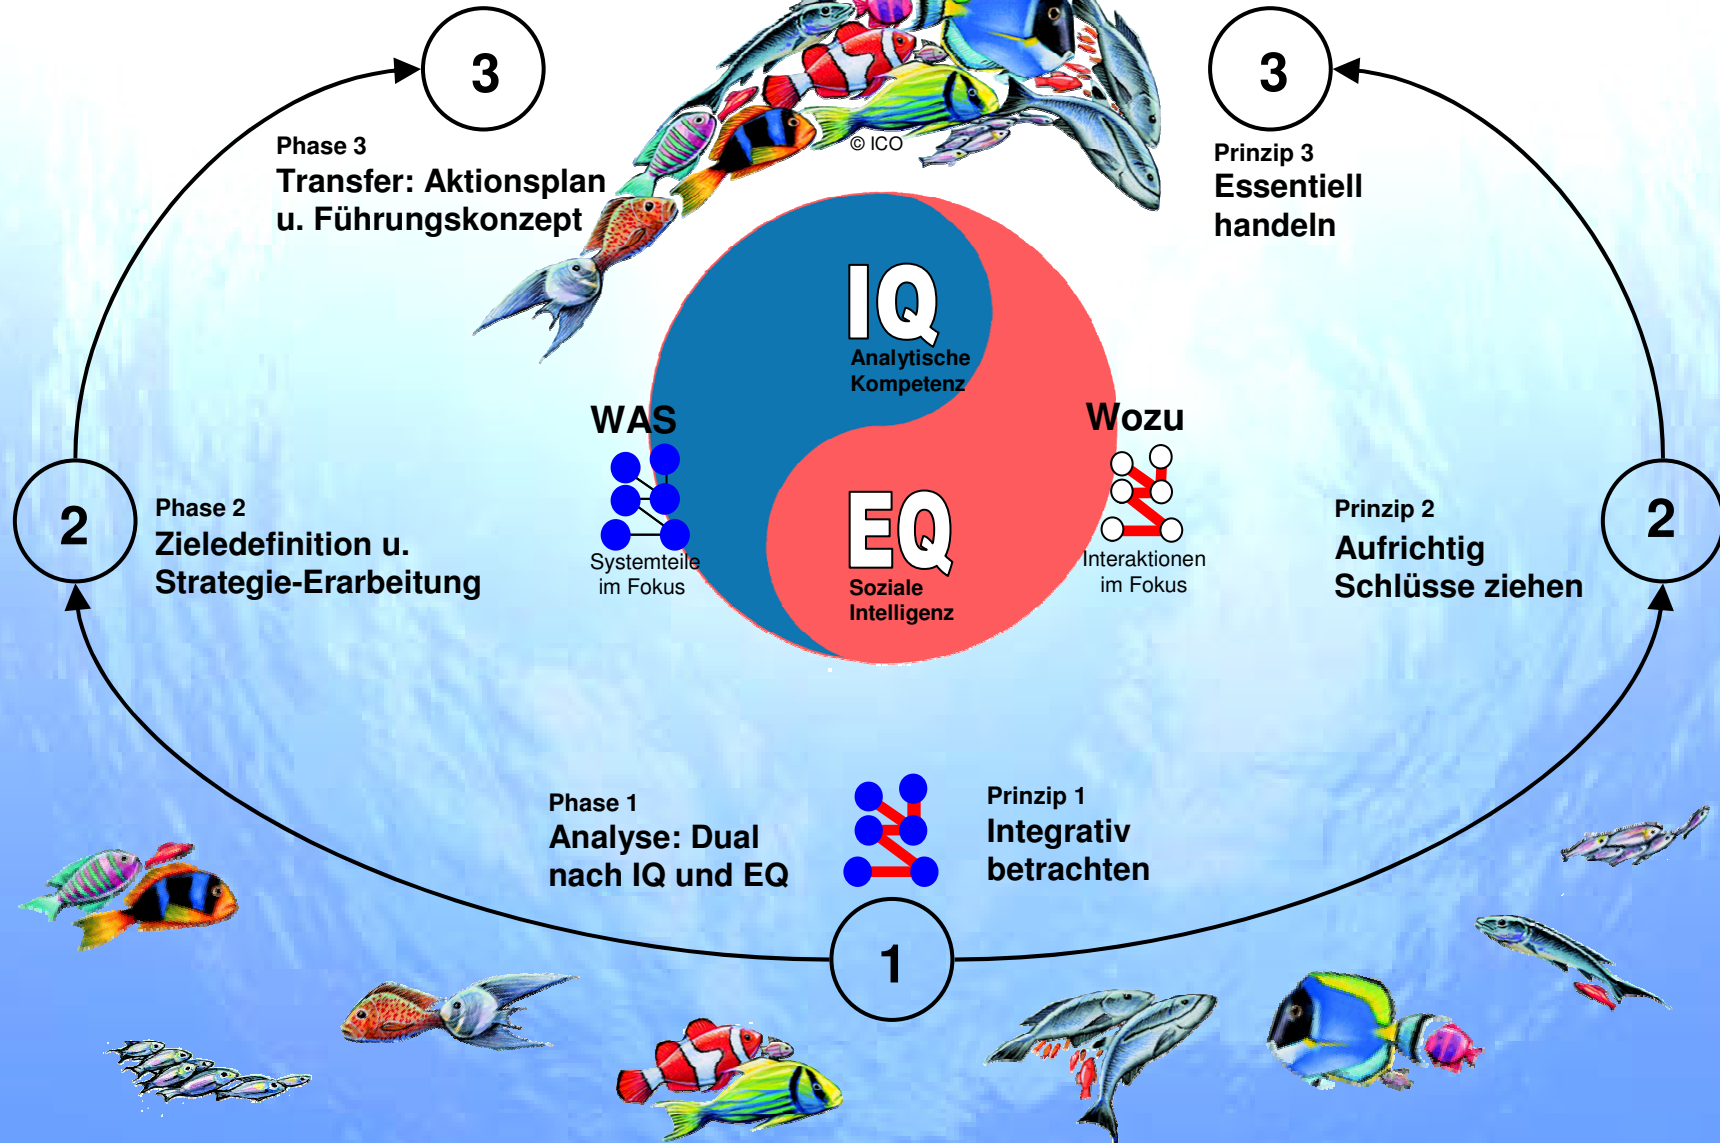 3
3
© ICO
Phase 3
Transfer: Aktionsplan
u. Führungskonzept
Prinzip 3
Essentiell
handeln
IQ
Analytische
Kompetenz
WAS
Systemteile
im Fokus
Wozu
Interaktionen
im Fokus
EQ
Soziale
Intelligenz
2
Phase 2
Zieledefinition u.
Strategie-Erarbeitung
Prinzip 2
Aufrichtig
Schlüsse ziehen
2
Phase 1
Analyse: Dual
nach IQ und EQ
Prinzip 1
Integrativ
betrachten
1